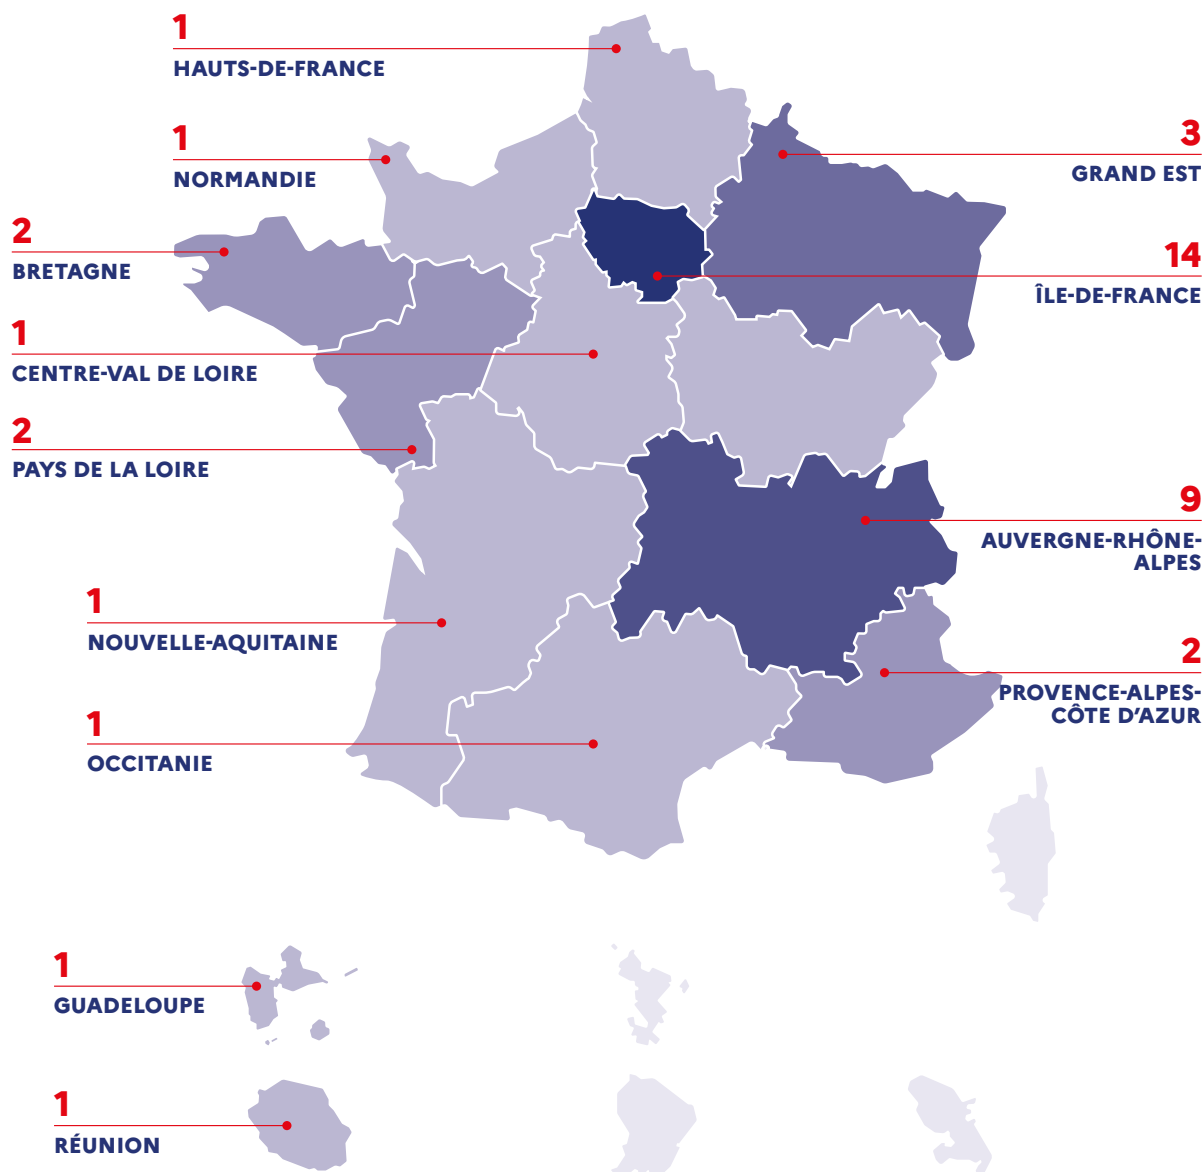 1
HAUTS-DE-FRANCE
1
NORMANDIE
3
GRAND EST
2
BRETAGNE
14
ÎLE-DE-FRANCE
1
CENTRE-VAL DE LOIRE
2
PAYS DE LA LOIRE
9
AUVERGNE-RHÔNE-
ALPES
1
NOUVELLE-AQUITAINE
2
PROVENCE-ALPES-
CÔTE D’AZUR
1
OCCITANIE
1
GUADELOUPE
1
RÉUNION